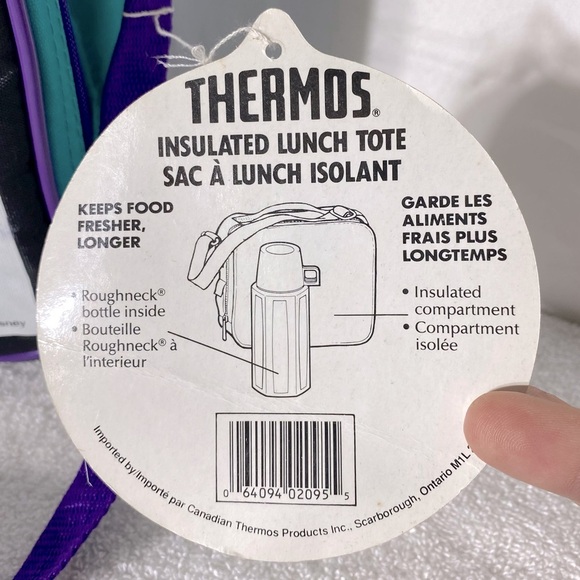 THERMOS®
INSULATED LUNCH TOTE
SAC À LUNCH ISOLANT
KEEPS FOOD
FRESHER,
LONGER
GARDE LES
ALIMENTS
FRAIS PLUS
LONGTEMPS
• Roughneck®
bottle inside
• Bouteille
Roughneck® à
l'interieur
• Insulated
compartment
• Compartment
isolée
0 64094 02095 5
Imported by/Importé par Canadian Thermos Products Inc., Scarborough, Ontario M1L